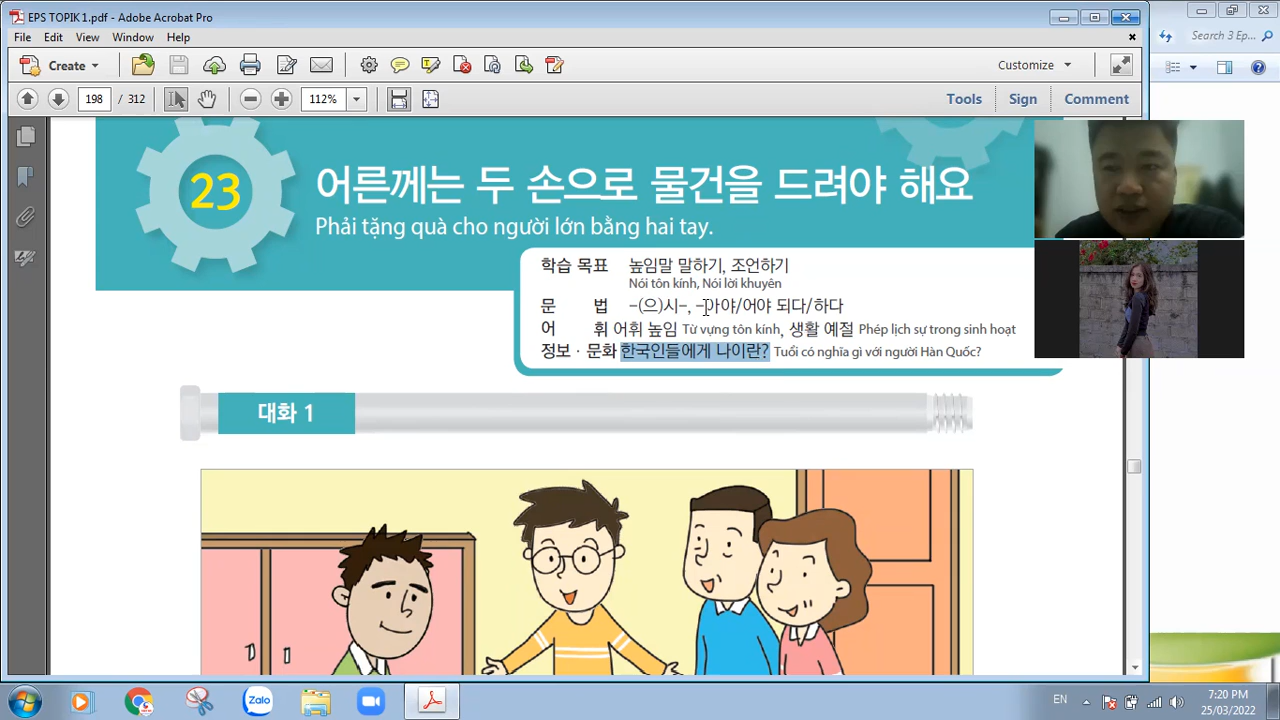 EPS TOPIK 1.pdf - Adobe Acrobat Pro
File Edit View Window Help
Search 3 Ep...
Create
Customize
198 / 312
112%
Tools Sign Comment
23
어른께는 두 손으로 물건을 드려야 해요
Phải tặng quà cho người lớn bằng hai tay.
학습 목표 높임말 말하기, 조언하기
Nói tôn kính, Nói lời khuyên
문 법 -(으)시-, -아야/어야 되다/하다
어 휘 어휘 높임 Từ vựng tôn kính, 생활 예절 Phép lịch sự trong sinh hoạt
정보·문화 한국인들에게 나이란? Tuổi có nghĩa gì với người Hàn Quốc?
대화 1
Zalo
EN
7:20 PM
25/03/2022